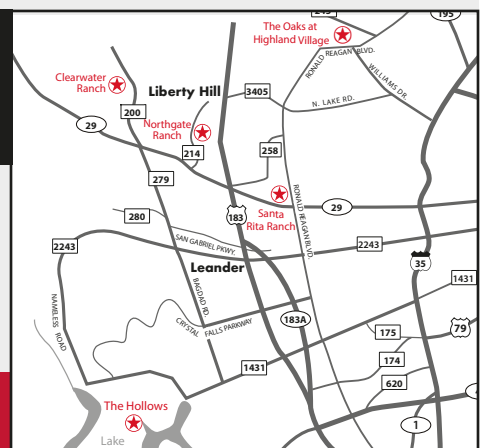 243
195
The Oaks at
Highland Village
RONALD REAGAN BLVD.
WILLIAMS DR.
Clearwater
Ranch
Liberty Hill
3405
N. LAKE RD.
200
29
Northgate
Ranch
214
258
279
RONALD REAGAN BLVD.
280
183
Santa
Rita Ranch
29
SAN GABRIEL PKWY.
2243
2243
Leander
35
1431
BAGDAD RD.
NAMELESS ROAD
CRYSTAL FALLS PARKWAY
183A
175
79
1431
174
620
The Hollows
1
Lake